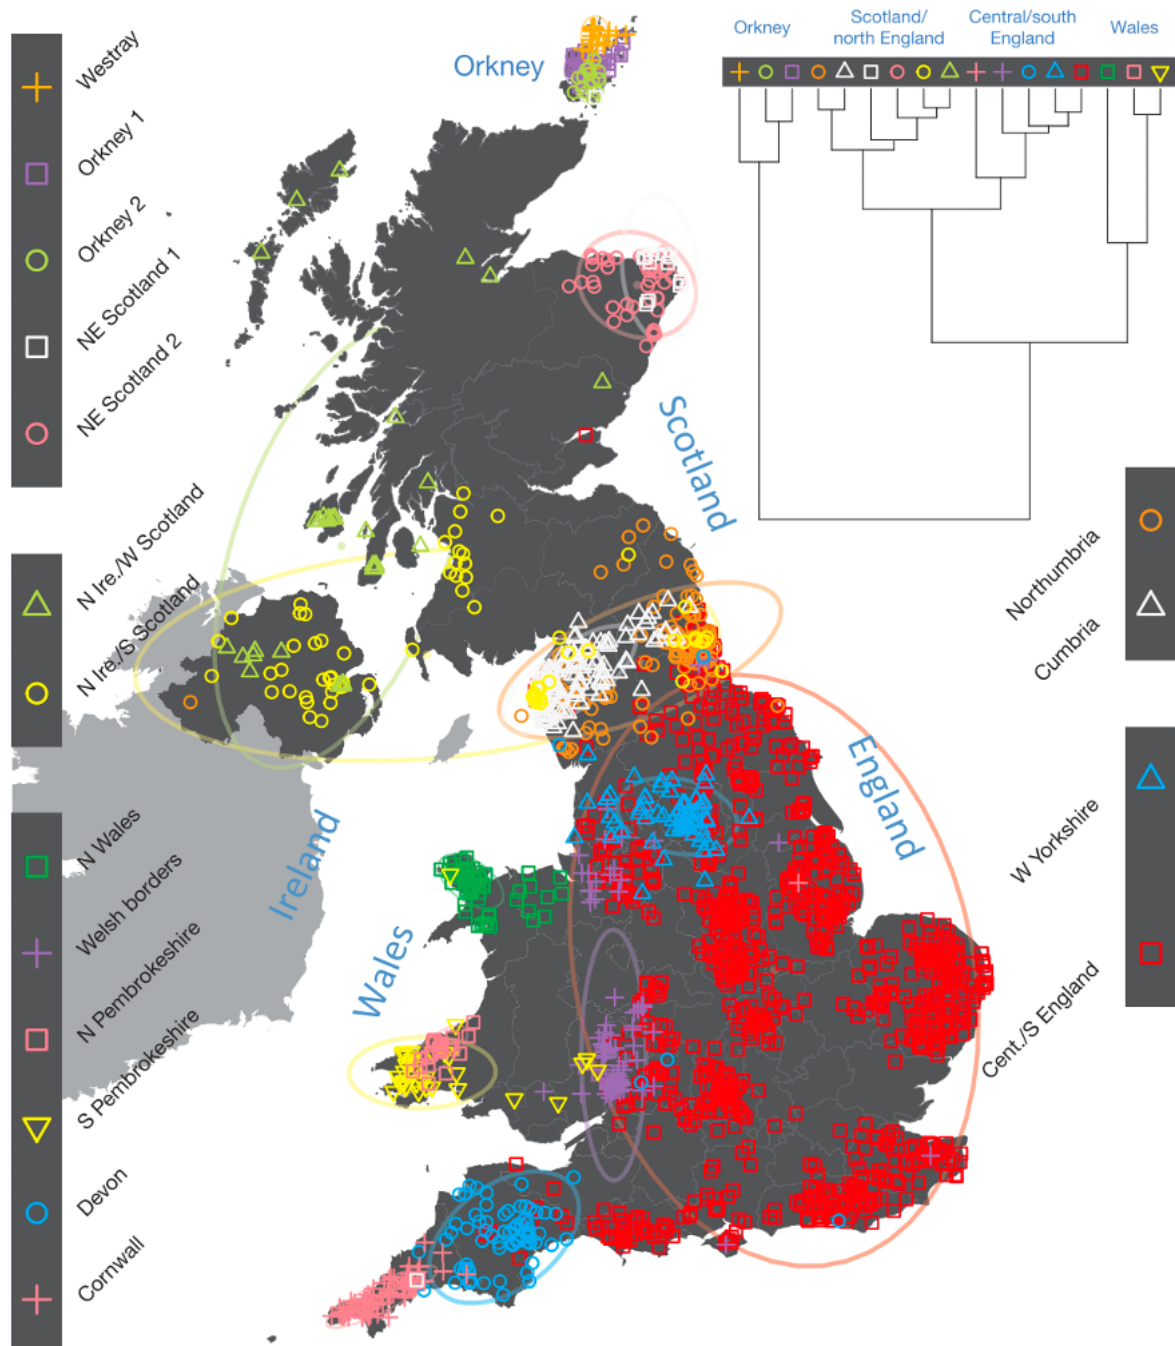 Orkney
Scotland/
north England
Central/south
England
Wales
Westray
Orkney 1
Orkney 2
NE Scotland 1
NE Scotland 2
Orkney
Scotland
N Ire./W Scotland
N Ire./S Scotland
Northumbria
Cumbria
England
Ireland
Wales
W Yorkshire
Cent./S England
N Wales
Welsh borders
N Pembrokeshire
S Pembrokeshire
Devon
Cornwall